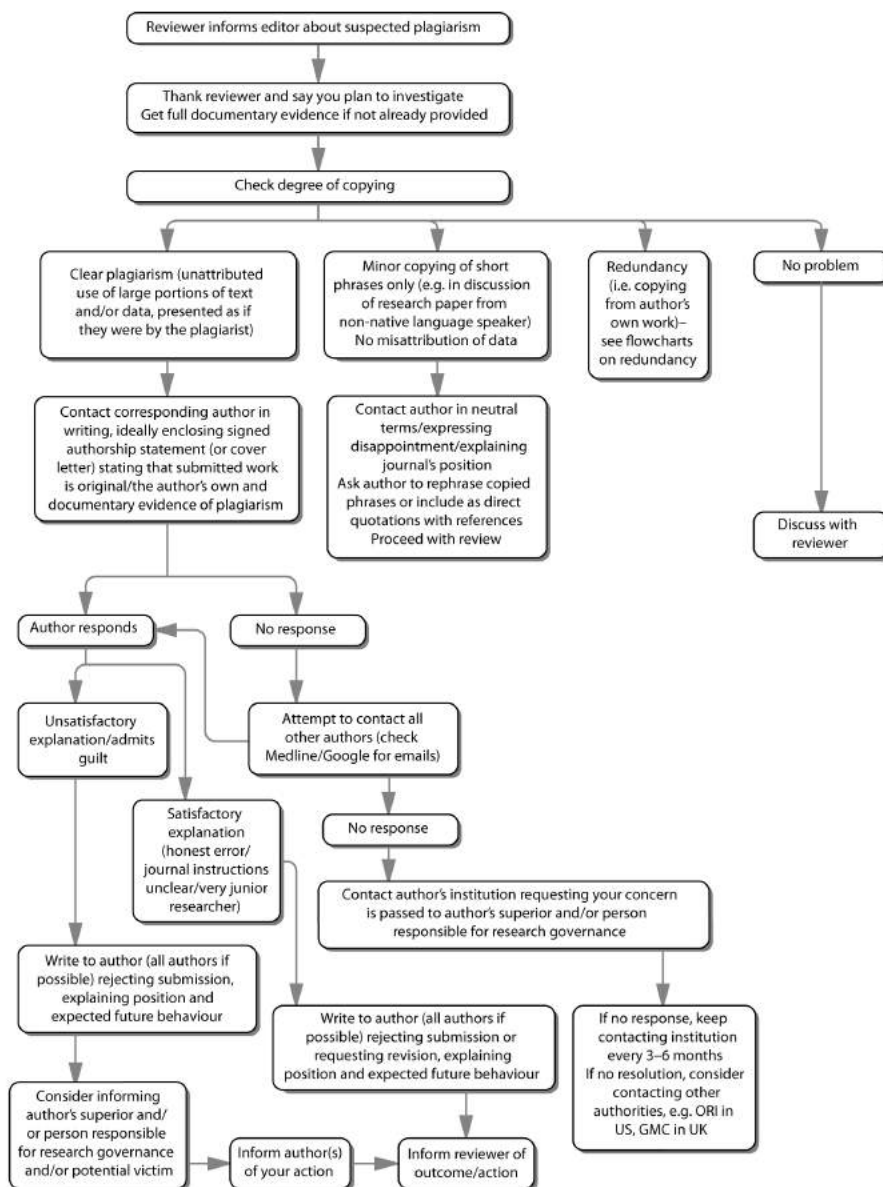 Reviewer informs editor about suspected plagiarism
Thank reviewer and say you plan to investigate
Get full documentary evidence if not already provided
Check degree of copying
Clear plagiarism (unattributed
use of large portions of text
and/or data, presented as if
they were by the plagiarist)
Minor copying of short
phrases only (e.g. in discussion
of research paper from
non-native language speaker)
No misattribution of data
Redundancy
(i.e. copying
from author's
own work)–
see flowcharts
on redundancy
No problem
Contact corresponding author in
writing, ideally enclosing signed
authorship statement (or cover
letter) stating that submitted work
is original/the author's own and
documentary evidence of plagiarism
Contact author in neutral
terms/expressing
disappointment/explaining
journal's position
Ask author to rephrase copied
phrases or include as direct
quotations with references
Proceed with review
Discuss with
reviewer
Author responds
No response
Unsatisfactory
explanation/admits
guilt
Attempt to contact all
other authors (check
Medline/Google for emails)
Satisfactory
explanation
(honest error/
journal instructions
unclear/very junior
researcher)
No response
Contact author's institution requesting your concern
is passed to author's superior and/or person
responsible for research governance
Write to author (all authors if
possible) rejecting submission,
explaining position and
expected future behaviour
Write to author (all authors if
possible) rejecting submission or
requesting revision, explaining
position and expected future behaviour
If no response, keep
contacting institution
every 3–6 months
If no resolution, consider
contacting other
authorities, e.g. ORI in
US, GMC in UK
Consider informing
author's superior and/
or person responsible
for research governance
and/or potential victim
Inform author(s)
of your action
Inform reviewer of
outcome/action